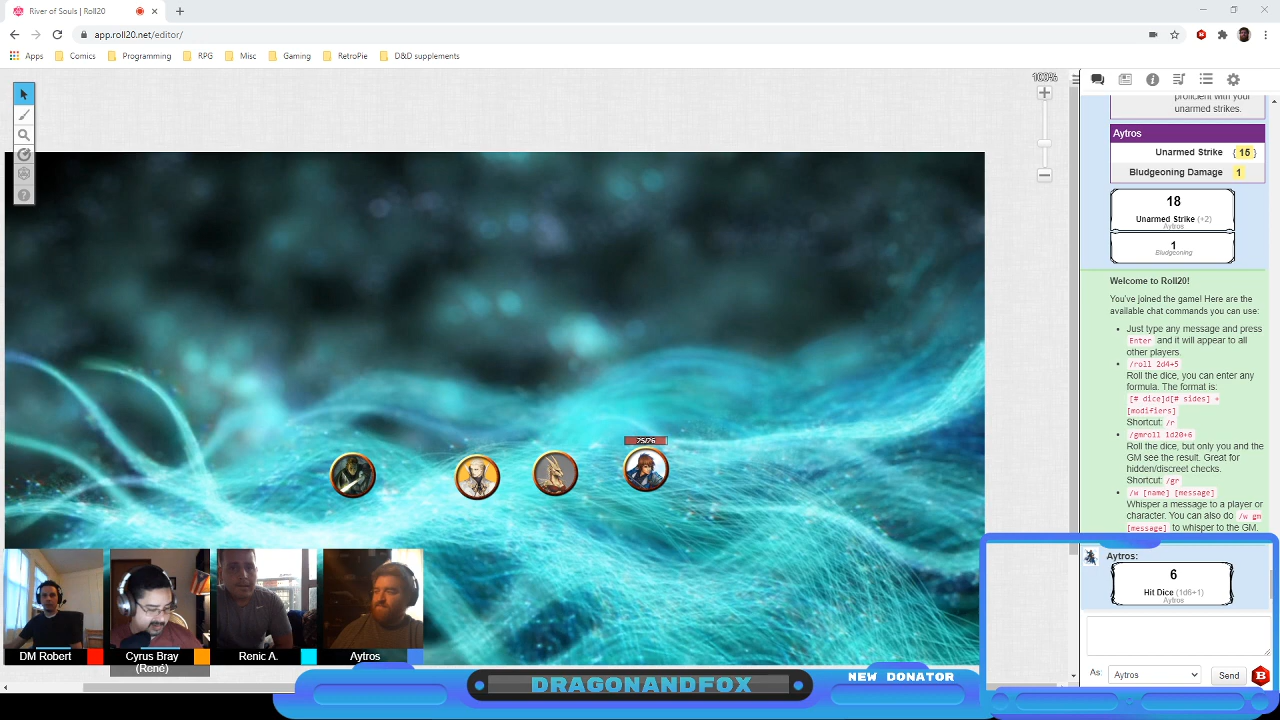 River of Souls | Roll20
app.roll20.net/editor/
Apps Comics Programming RPG Misc Gaming RetroPie D&D supplements
100%
proficient with your
unarmed strikes.
Aytros
Unarmed Strike (15)
Bludgeoning Damage 1
18
Unarmed Strike (+2)
Aytros
1
Bludgeoning
Welcome to Roll20!
You've joined the game! Here are the
available chat commands you can use:
• Just type any message and press
Enter and it will appear to all
other players.
• /roll 2d4+5
Roll the dice, you can enter any
formula. The format is:
[# dice]d[# sides] +
[modifiers]
Shortcut: /r
• /gmroll 1d20+6
Roll the dice, but only you and the
GM see the result. Great for
hidden/discreet checks.
Shortcut: /gr
• /w [name] [message]
Whisper a message to a player or
character. You can also do /w gm
[message] to whisper to the GM.
25/26
Aytros:
6
Hit Dice (1d6+1)
Aytros
As: Aytros Send
B
DM Robert
Cyrus Bray
(René)
Renic A.
Aytros
DRAGONANDFOX
NEW DONATOR